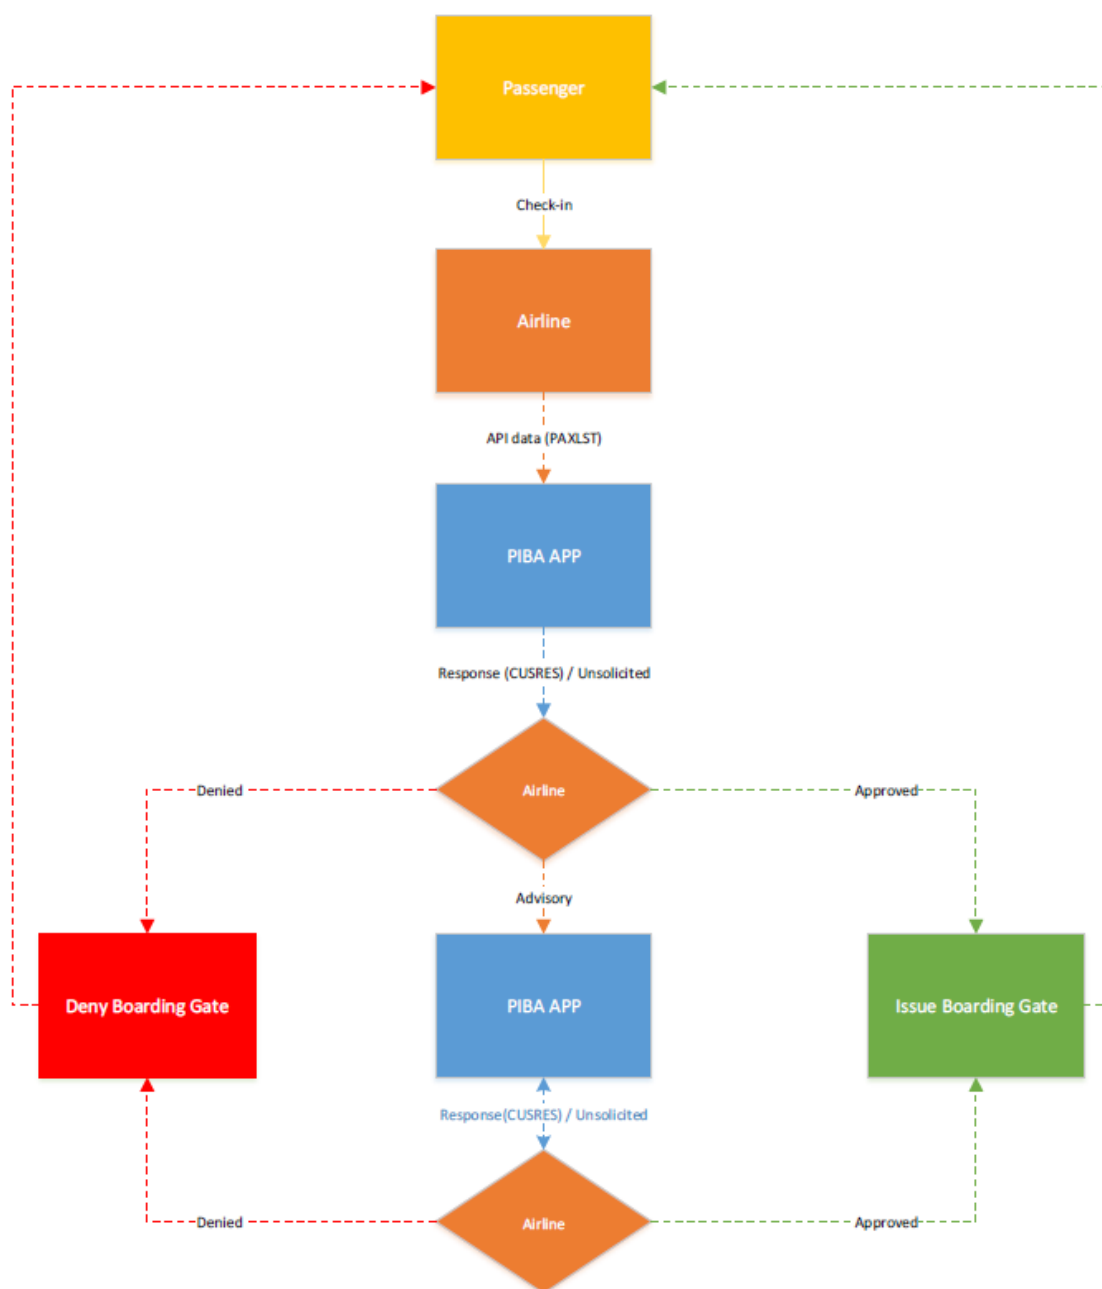 Passenger
Check-in
Airline
API data (PAXLST)
PIBA APP
Response (CUSRES) / Unsolicited
Denied
Airline
Approved
Advisory
Deny Boarding Gate
PIBA APP
Issue Boarding Gate
Response(CUSRES) / Unsolicited
Denied
Airline
Approved